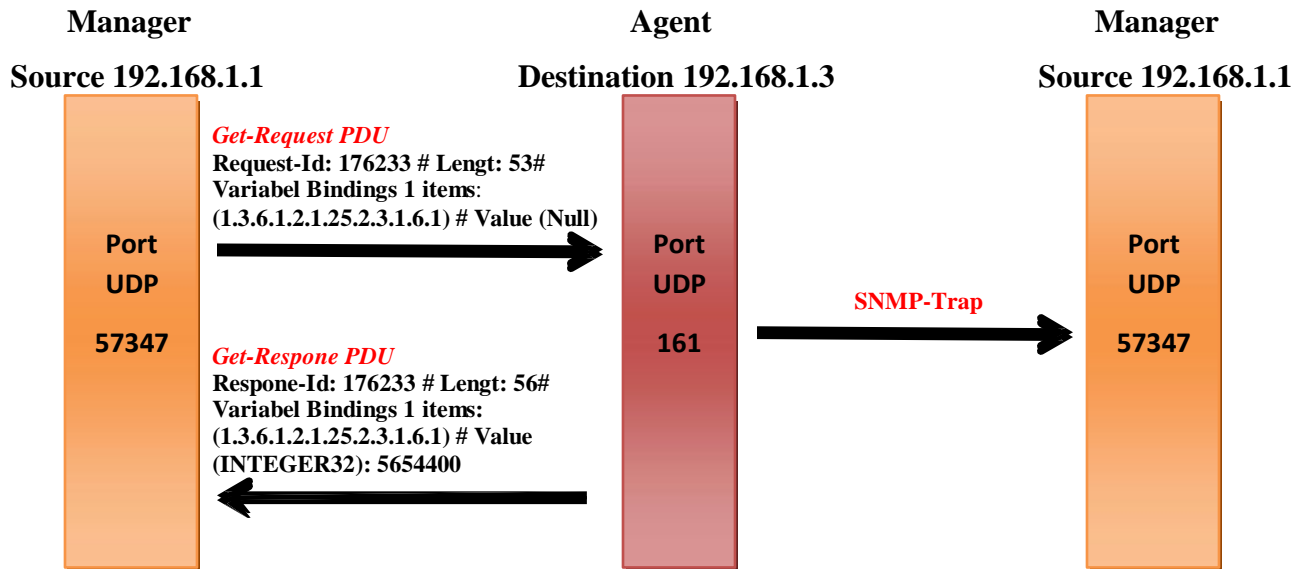 Manager
Source 192.168.1.1
Agent
Destination 192.168.1.3
Manager
Source 192.168.1.1
Get-Request PDU
Request-Id: 176233 # Lengt: 53#
Variabel Bindings 1 items:
(1.3.6.1.2.1.25.2.3.1.6.1) # Value (Null)
Port
UDP
57347
Get-Respone PDU
Respone-Id: 176233 # Lengt: 56#
Variabel Bindings 1 items:
(1.3.6.1.2.1.25.2.3.1.6.1) # Value
(INTEGER32): 5654400
Port
UDP
161
SNMP-Trap
Port
UDP
57347